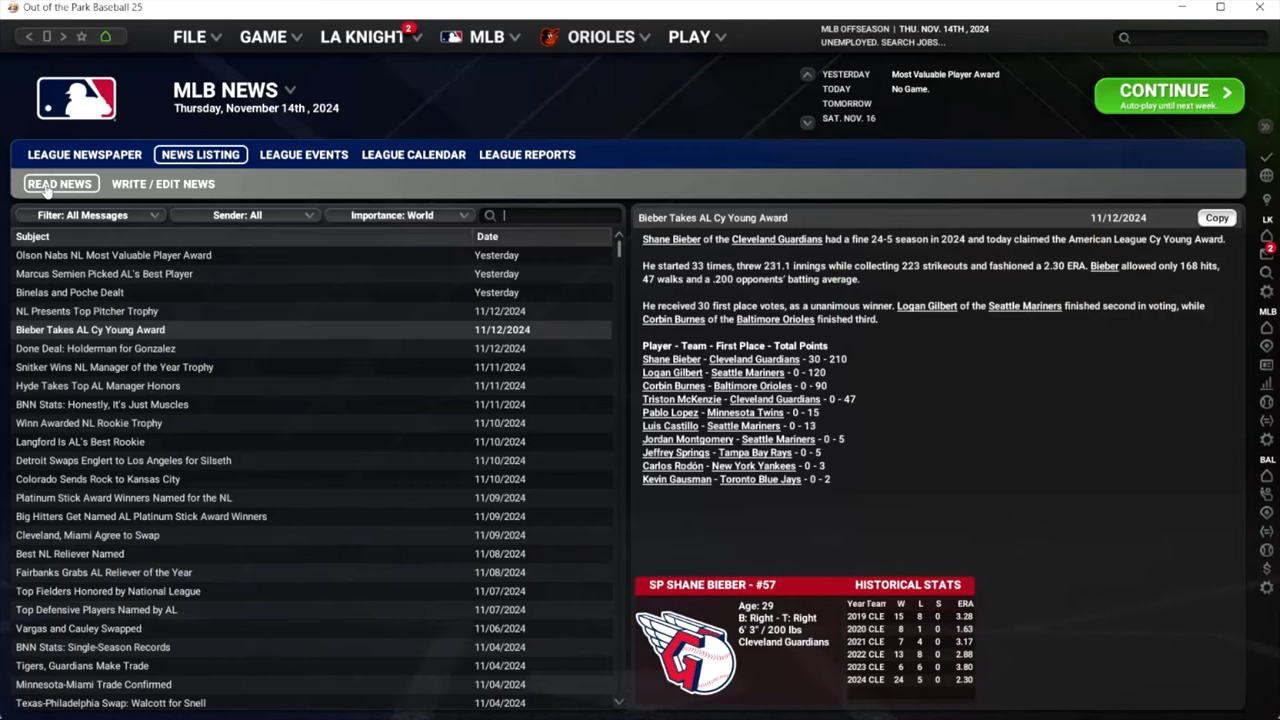 Out of the Park Baseball 25
FILE GAME LA KNIGHT 2 MLB ORIOLES PLAY
MLB OFFSEASON | THU. NOV. 14TH , 2024
UNEMPLOYED. SEARCH JOBS...
MLB NEWS
Thursday, November 14th , 2024
YESTERDAY Most Valuable Player Award
TODAY No Game.
TOMORROW
SAT. NOV. 16
CONTINUE
Auto-play until next week.
LEAGUE NEWSPAPER NEWS LISTING LEAGUE EVENTS LEAGUE CALENDAR LEAGUE REPORTS
READ NEWS WRITE / EDIT NEWS
Filter: All Messages Sender: All Importance: World
Subject Date
Olson Nabs NL Most Valuable Player Award Yesterday
Marcus Semien Picked AL's Best Player Yesterday
Binelas and Poche Dealt Yesterday
NL Presents Top Pitcher Trophy 11/12/2024
Bieber Takes AL Cy Young Award 11/12/2024
Done Deal: Holderman for Gonzalez 11/12/2024
Snitker Wins NL Manager of the Year Trophy 11/11/2024
Hyde Takes Top AL Manager Honors 11/11/2024
BNN Stats: Honestly, It's Just Muscles 11/11/2024
Winn Awarded NL Rookie Trophy 11/10/2024
Langford Is AL's Best Rookie 11/10/2024
Detroit Swaps Englert to Los Angeles for Silseth 11/10/2024
Colorado Sends Rock to Kansas City 11/10/2024
Platinum Stick Award Winners Named for the NL 11/09/2024
Big Hitters Get Named AL Platinum Stick Award Winners 11/09/2024
Cleveland, Miami Agree to Swap 11/09/2024
Best NL Reliever Named 11/08/2024
Fairbanks Grabs AL Reliever of the Year 11/08/2024
Top Fielders Honored by National League 11/07/2024
Top Defensive Players Named by AL 11/07/2024
Vargas and Cauley Swapped 11/06/2024
BNN Stats: Single-Season Records 11/04/2024
Tigers, Guardians Make Trade 11/04/2024
Minnesota-Miami Trade Confirmed 11/04/2024
Texas-Philadelphia Swap: Walcott for Snell 11/04/2024
Bieber Takes AL Cy Young Award 11/12/2024 Copy
Shane Bieber of the Cleveland Guardians had a fine 24-5 season in 2024 and today claimed the American League Cy Young Award.
He started 33 times, threw 231.1 innings while collecting 223 strikeouts and fashioned a 2.30 ERA. Bieber allowed only 168 hits,
47 walks and a .200 opponents' batting average.
He received 30 first place votes, as a unanimous winner. Logan Gilbert of the Seattle Mariners finished second in voting, while
Corbin Burnes of the Baltimore Orioles finished third.
Player - Team - First Place - Total Points
Shane Bieber - Cleveland Guardians - 30 - 210
Logan Gilbert - Seattle Mariners - 0 - 120
Corbin Burnes - Baltimore Orioles - 0 - 90
Triston McKenzie - Cleveland Guardians - 0 - 47
Pablo Lopez - Minnesota Twins - 0 - 15
Luis Castillo - Seattle Mariners - 0 - 13
Jordan Montgomery - Seattle Mariners - 0 - 5
Jeffrey Springs - Tampa Bay Rays - 0 - 5
Carlos Rodón - New York Yankees - 0 - 3
Kevin Gausman - Toronto Blue Jays - 0 - 2
SP SHANE BIEBER - #57 HISTORICAL STATS
Age: 29
B: Right - T: Right
6' 3" / 200 lbs
Cleveland Guardians
Year Team W L S ERA
2019 CLE 15 8 0 3.28
2020 CLE 8 1 0 1.63
2021 CLE 7 4 0 3.17
2022 CLE 13 8 0 2.88
2023 CLE 6 6 0 3.80
2024 CLE 24 5 0 2.30
LK
2
MLB
BAL